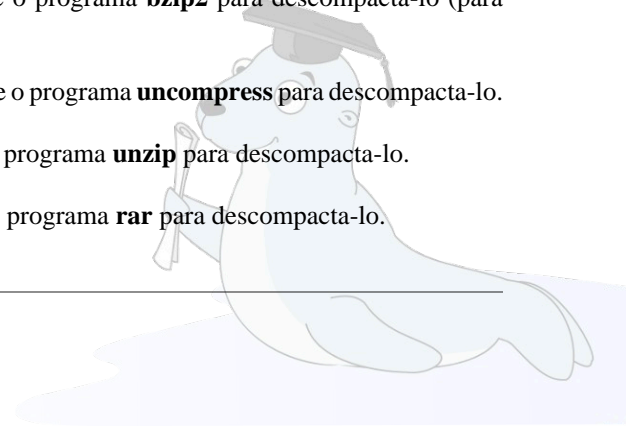 e o programa bzip2 para descompacta-lo (para
e o programa uncompress para descompacta-lo.
programa unzip para descompacta-lo.
programa rar para descompacta-lo.